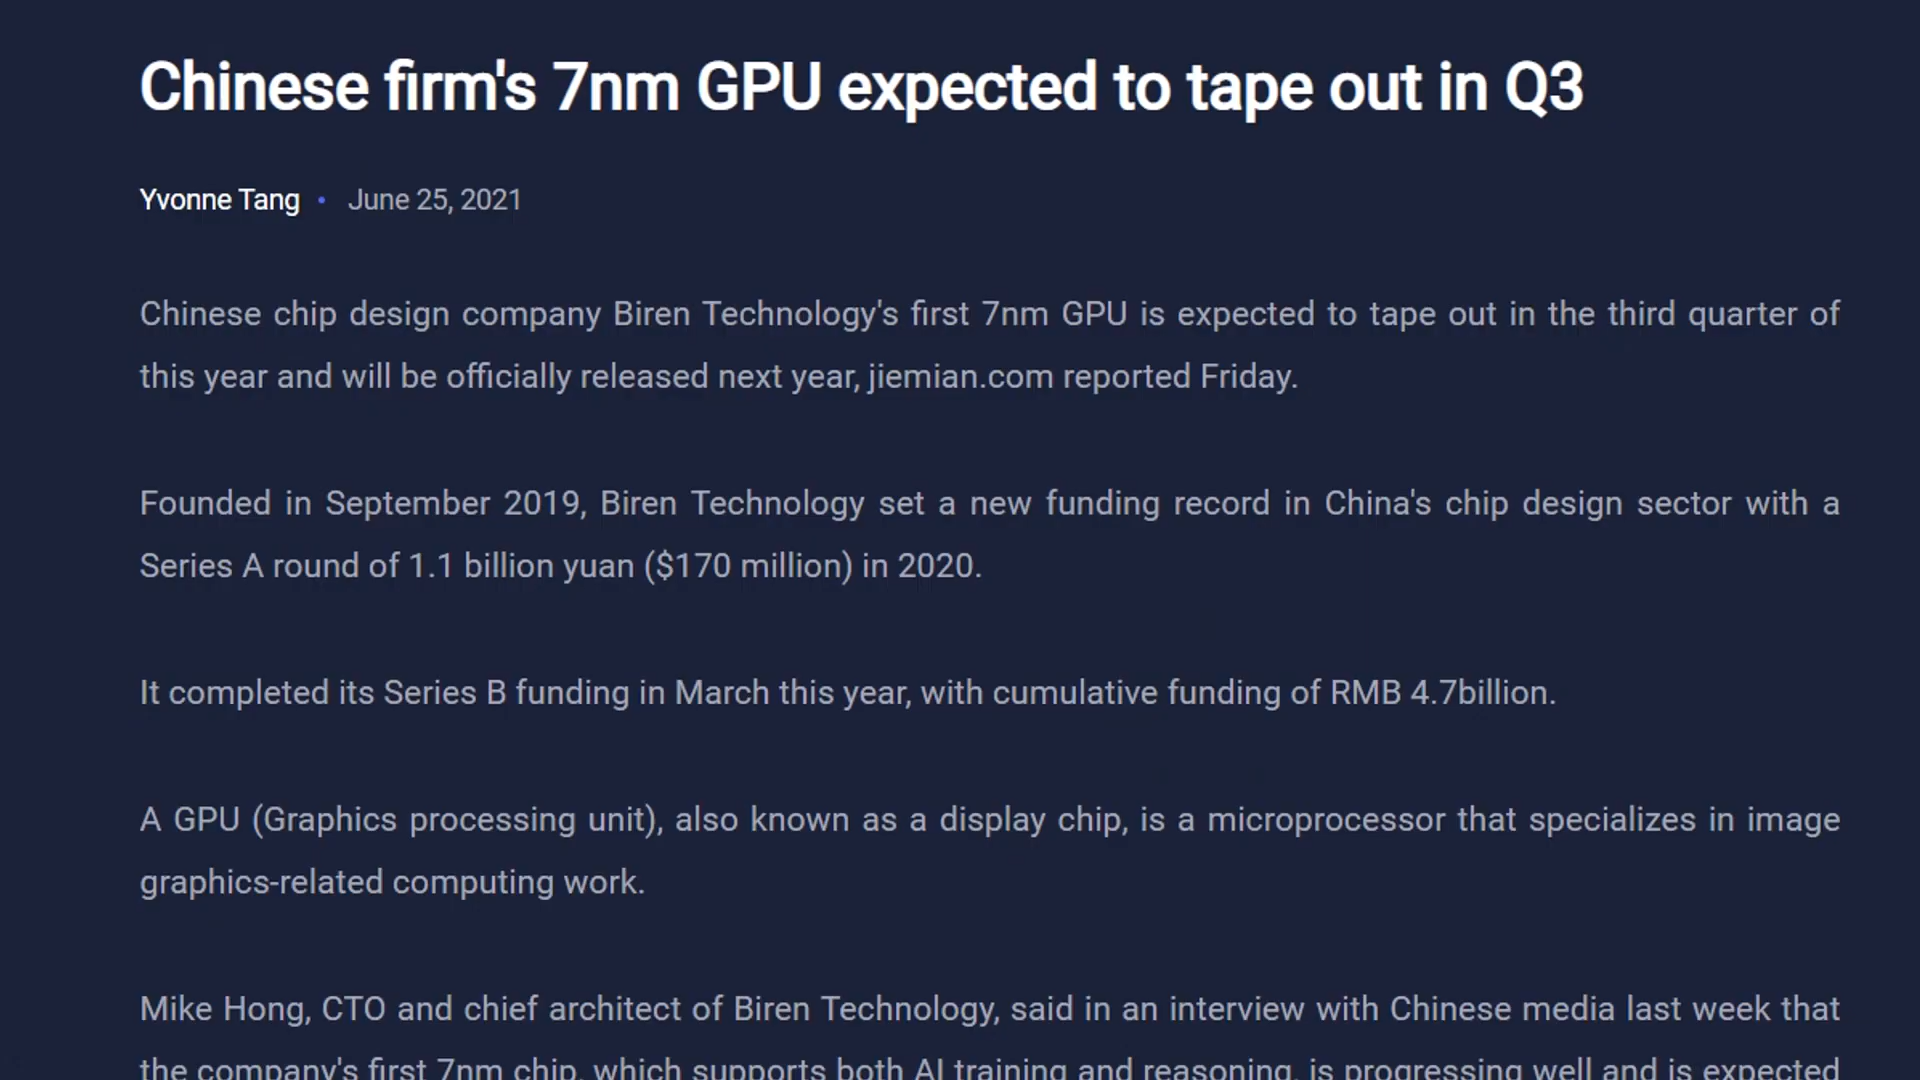 Chinese firm's 7nm GPU expected to tape out in Q3
Yvonne Tang • June 25, 2021
Chinese chip design company Biren Technology's first 7nm GPU is expected to tape out in the third quarter of
this year and will be officially released next year, jiemian.com reported Friday.
Founded in September 2019, Biren Technology set a new funding record in China's chip design sector with a
Series A round of 1.1 billion yuan ($170 million) in 2020.
It completed its Series B funding in March this year, with cumulative funding of RMB 4.7billion.
A GPU (Graphics processing unit), also known as a display chip, is a microprocessor that specializes in image
graphics-related computing work.
Mike Hong, CTO and chief architect of Biren Technology, said in an interview with Chinese media last week that
the company's first 7nm chip, which supports both AI training and reasoning, is progressing well and is expected